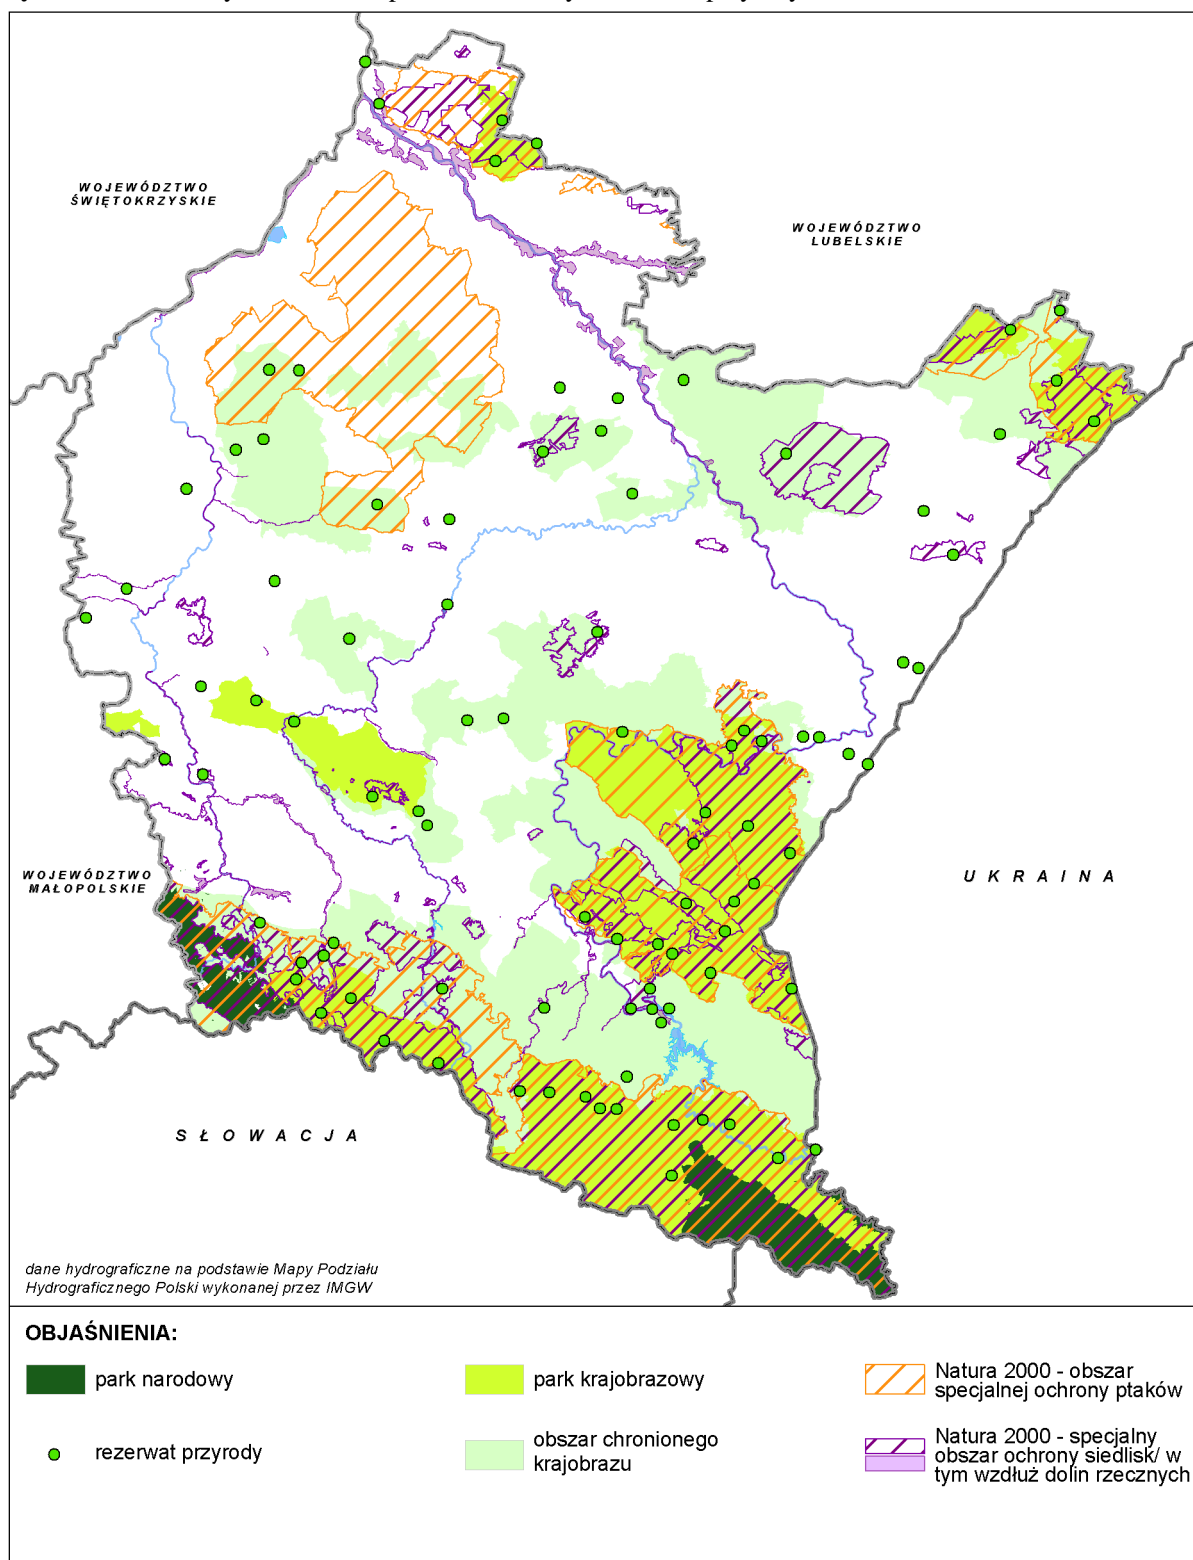 WOJEWÓDZTWO
ŚWIĘTOKRZYSKIE
WOJEWÓDZTWO
LUBELSKIE
WOJEWÓDZTWO
MAŁOPOLSKIE
U K R A I N A
S Ł O W A C J A
dane hydrograficzne na podstawie Mapy Podziału
Hydrograficznego Polski wykonanej przez IMGW
OBJAŚNIENIA:
park narodowy
park krajobrazowy
Natura 2000 - obszar
specjalnej ochrony ptaków
rezerwat przyrody
obszar chronionego
krajobrazu
Natura 2000 - specjalny
obszar ochrony siedlisk/ w
tym wzdłuż dolin rzecznych